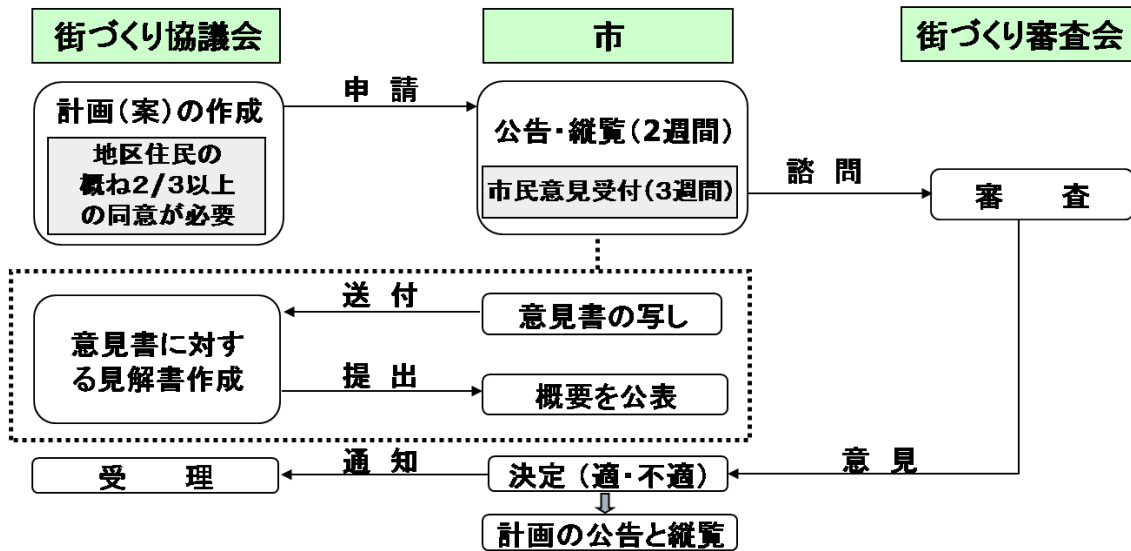 街づくり協議会
市
街づくり審査会
計画(案)の作成
地区住民の
概ね2/3以上
の同意が必要
申 請
公告・縦覧(2週間)
市民意見受付(3週間)
諮 問
審 査
意見書に対す
る見解書作成
送 付
意見書の写し
提 出
概要を公表
受 理
通 知
決定(適・不適)
意 見
計画の公告と縦覧